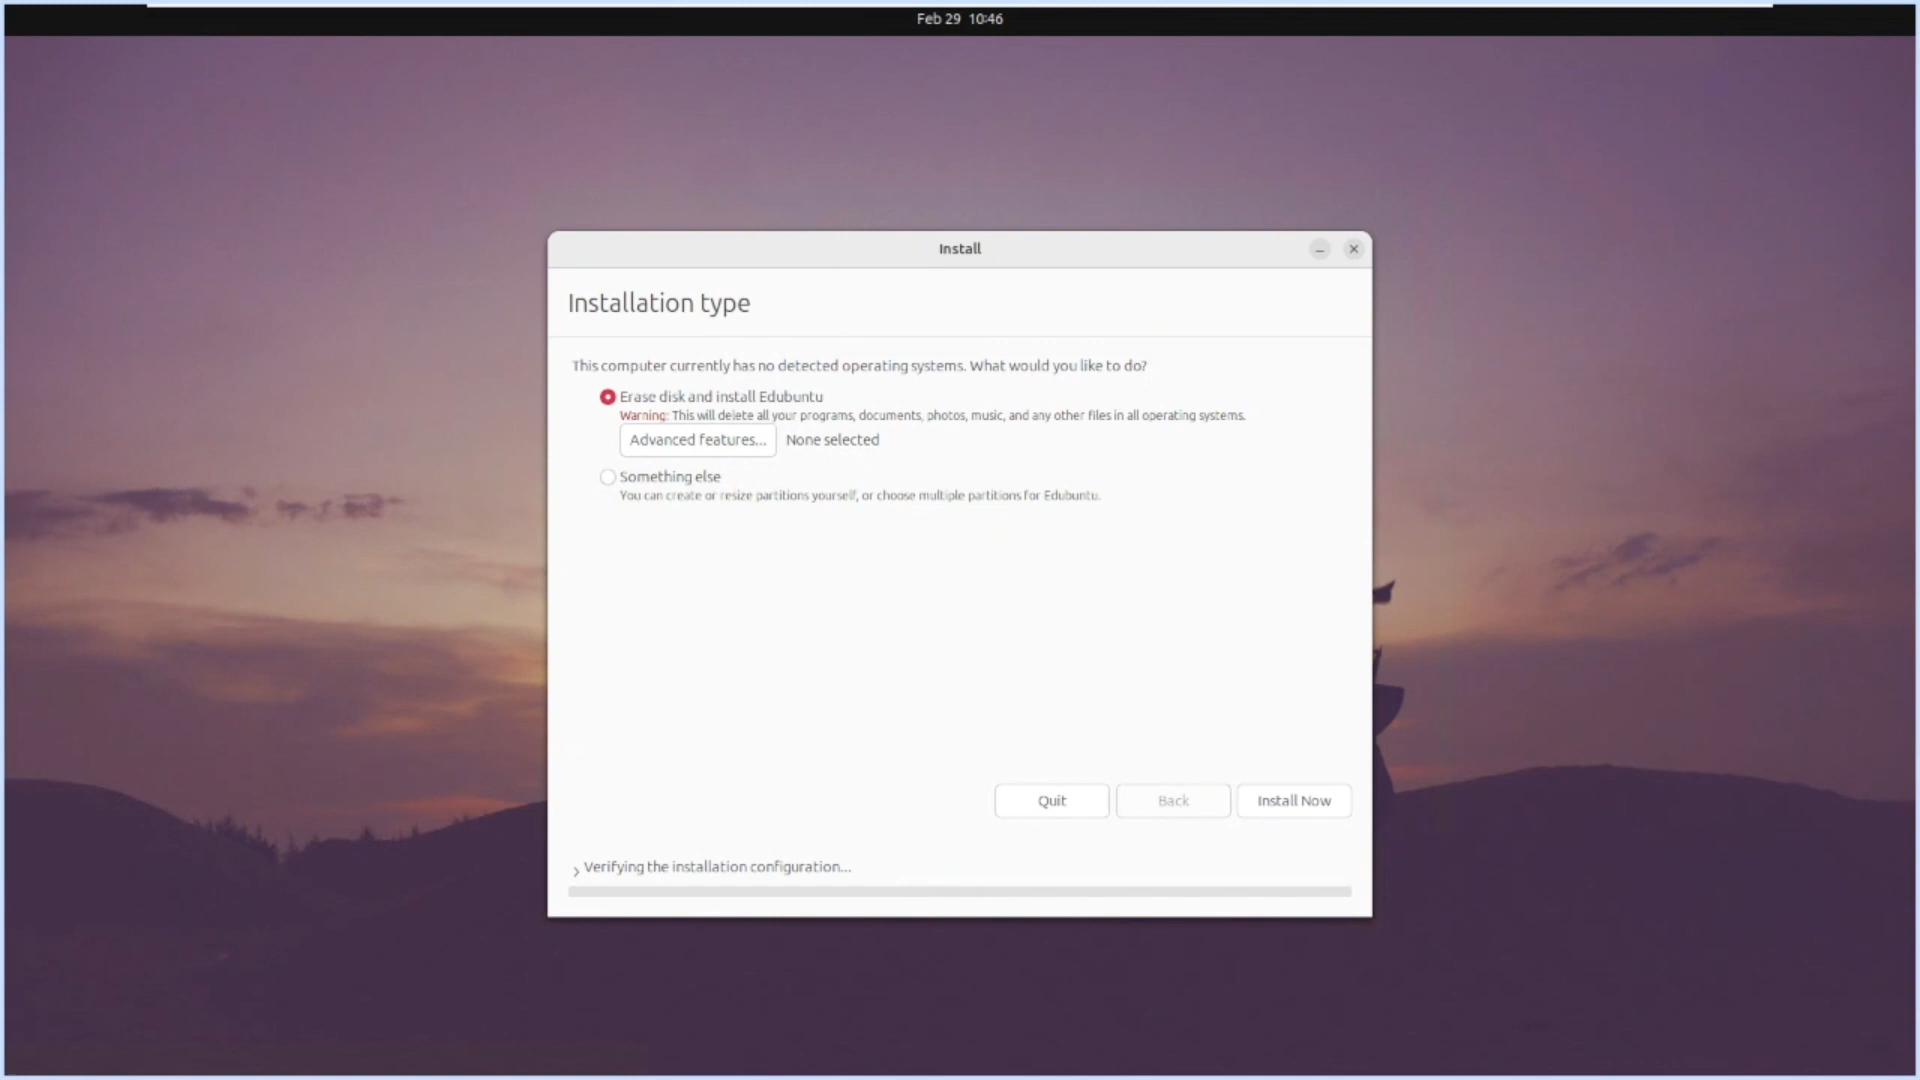 Feb 29 10:46
Install
Installation type
This computer currently has no detected operating systems. What would you like to do?
Erase disk and install Edubuntu
Warning: This will delete all your programs, documents, photos, music, and any other files in all operating systems.
Advanced features... None selected
Something else
You can create or resize partitions yourself, or choose multiple partitions for Edubuntu.
Quit Back Install Now
Verifying the installation configuration...